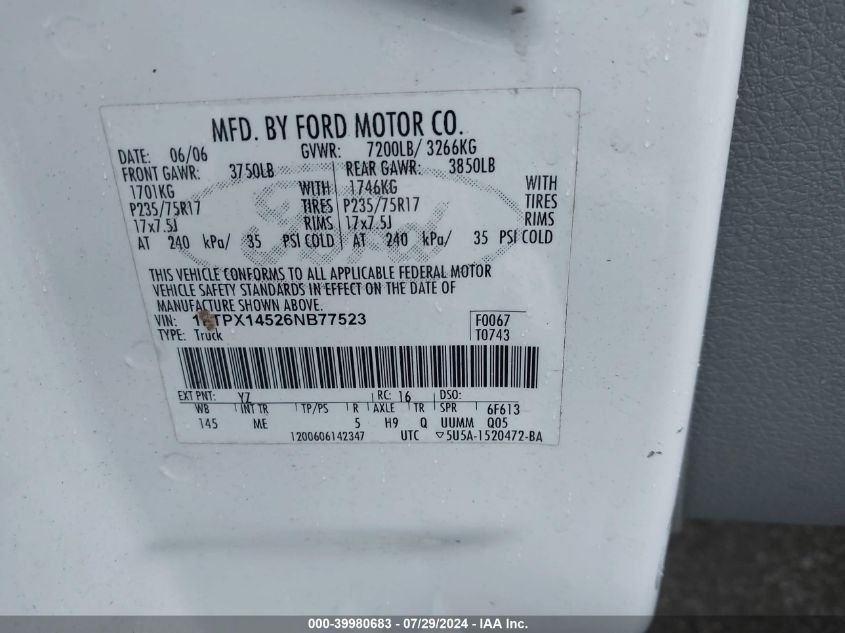 MFD. BY FORD MOTOR CO.
DATE: 06/06 GVWR: 7200LB/ 3266KG
FRONT GAWR: 3750LB REAR GAWR: 3850LB
1701KG WITH 1746KG WITH
P235/75R17 TIRES P235/75R17 TIRES
17x7.5J RIMS 17x7.5J RIMS
AT 240 kPa/ 35 PSI COLD AT 240 kPa/ 35 PSI COLD
Ford
THIS VEHICLE CONFORMS TO ALL APPLICABLE FEDERAL MOTOR
VEHICLE SAFETY STANDARDS IN EFFECT ON THE DATE OF
MANUFACTURE SHOWN ABOVE.
VIN: F0067
TYPE: Truck T0743
EXT PNT: YZ RC: 16 DSO:
WB INT TR TP/PS R AXLE TR SPR 6F613
145 ME 5 H9 Q UUMM Q05
1200606142347 UTC ▽5U5A-1520472-BA
000-39980683 / 07/29/2024 - IAA Inc.